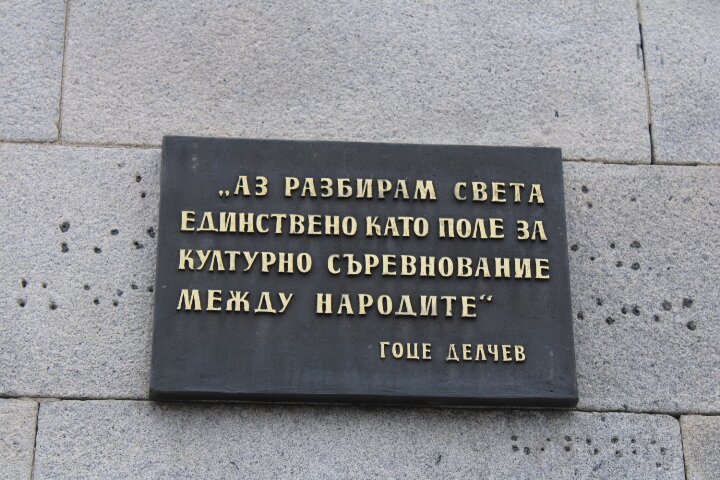 „АЗ РАЗБИРАМ СВЕТА
ЕДИНСТВЕНО КАТО ПОЛЕ ЗА
КУЛТУРНО СЪРЕВНОВАНИЕ
МЕЖДУ НАРОДИТЕ“
ГОЦЕ ДЕЛЧЕВ